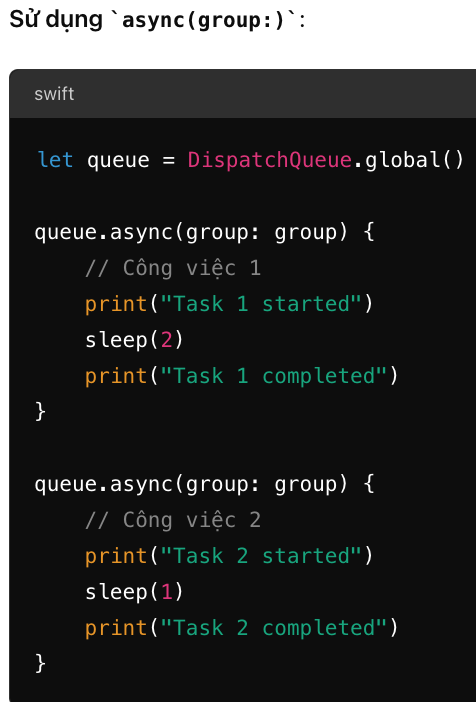 Sử dụng `async(group:)`:
swift
let queue = DispatchQueue.global()
queue.async(group: group) {
    // Công việc 1
    print("Task 1 started")
    sleep(2)
    print("Task 1 completed")
}
queue.async(group: group) {
    // Công việc 2
    print("Task 2 started")
    sleep(1)
    print("Task 2 completed")
}